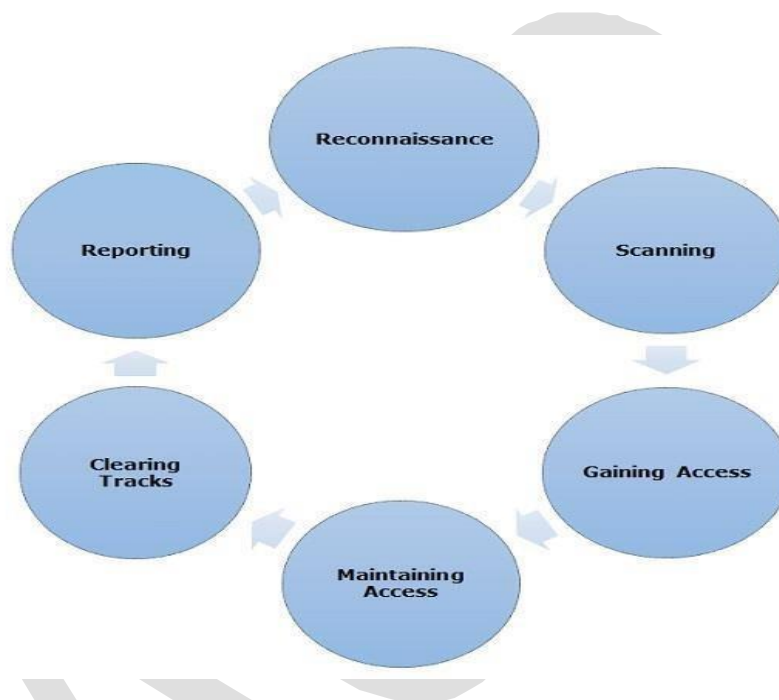 Reconnaissance
Scanning
Gaining Access
Maintaining
Access
Clearing
Tracks
Reporting